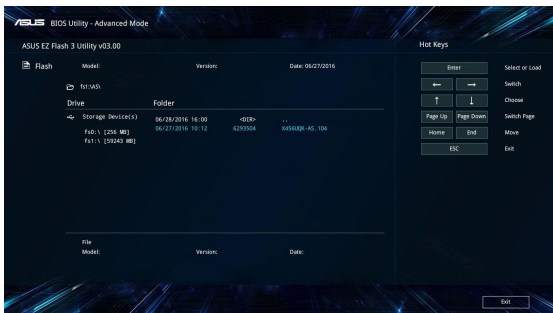 ASUS BIOS Utility - Advanced Mode
ASUS EZ Flash 3 Utility v03.00
Hot Keys
Flash
Model: Version: Date: 06/27/2016
Enter Select or Load
fs1:\AS\
← → Switch
Drive Folder
↑ ↓ Choose
Storage Device(s) 06/28/2016 16:00 <DIR> ..
Page Up Page Down Switch Page
fs0:\ [256 MB] 06/27/2016 10:12 6293504 X456UQK-AS.104
fs1:\ [59243 MB]
Home End Move
ESC Exit
File
Model: Version: Date:
Exit